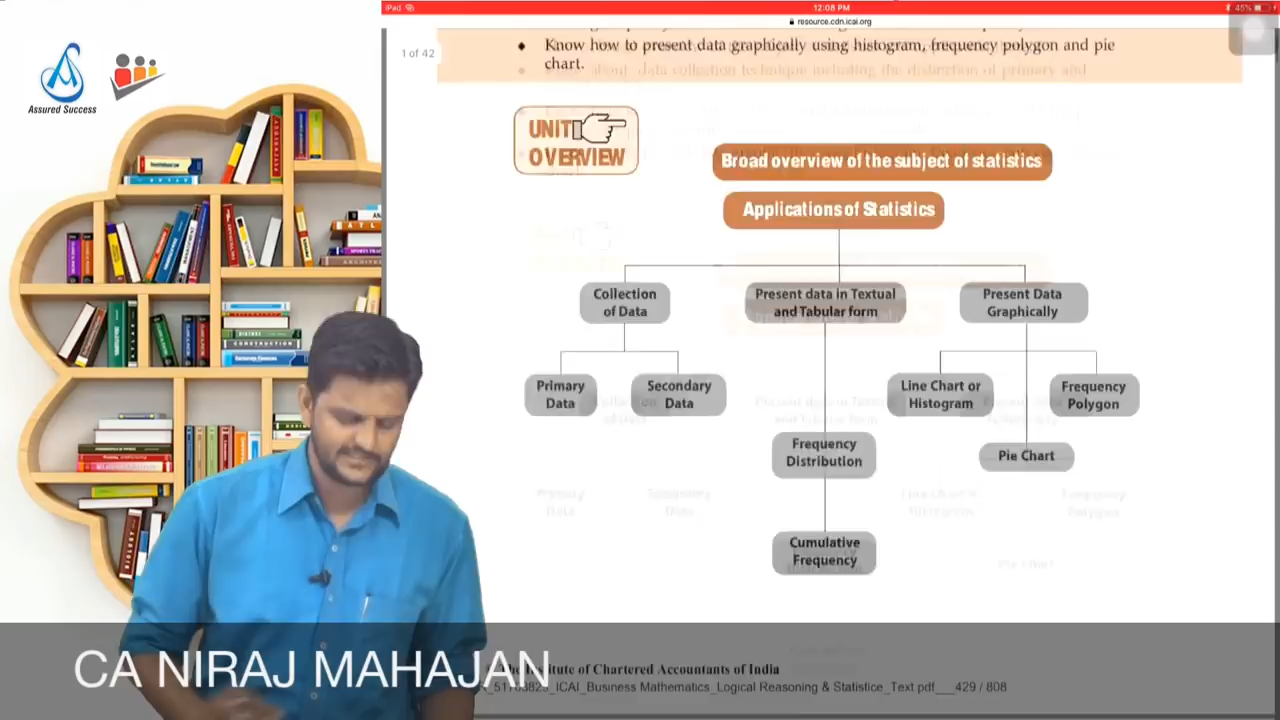 iPad
12:08 PM
45%
resource.cdn.icai.org
1 of 42
Know how to present data graphically using histogram, frequency polygon and pie
chart.
Assured Success
UNIT
OVERVIEW
Broad overview of the subject of statistics
Applications of Statistics
Collection
of Data
Present data in Textual
and Tabular form
Present Data
Graphically
Primary
Data
Secondary
Data
Line Chart or
Histogram
Frequency
Polygon
Frequency
Distribution
Pie Chart
Cumulative
Frequency
CONSTRUCTION
BIOLOGY
CA NIRAJ MAHAJAN
Institute of Chartered Accountants of India
ICAI_Business Mathematics_Logical Reasoning & Statistice_Text pdf___429 / 808